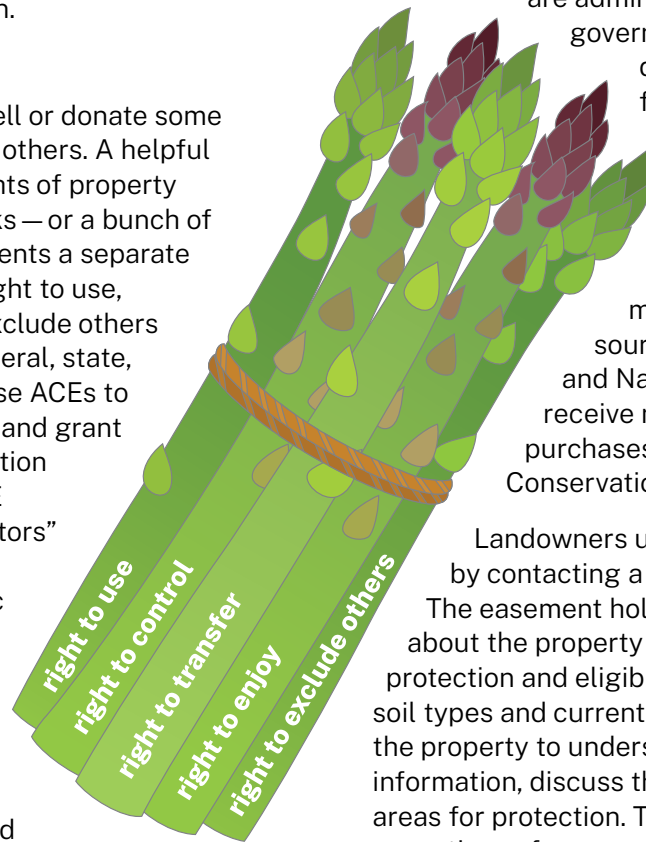 n.
ell or donate some
others. A helpful
nts of property
ks—or a bunch of
ents a separate
ght to use,
xclude others
eral, state,
se ACEs to
and grant
tion
tors”
c
d
right to use
right to control
right to transfer
right to enjoy
right to exclude others
are admin
govern
f
m
sour
and Na
receive
purchases
Conservatio
Landowners u
by contacting a
The easement hol
about the property
protection and eligib
soil types and current
the property to unders
information, discuss th
areas for protection. T